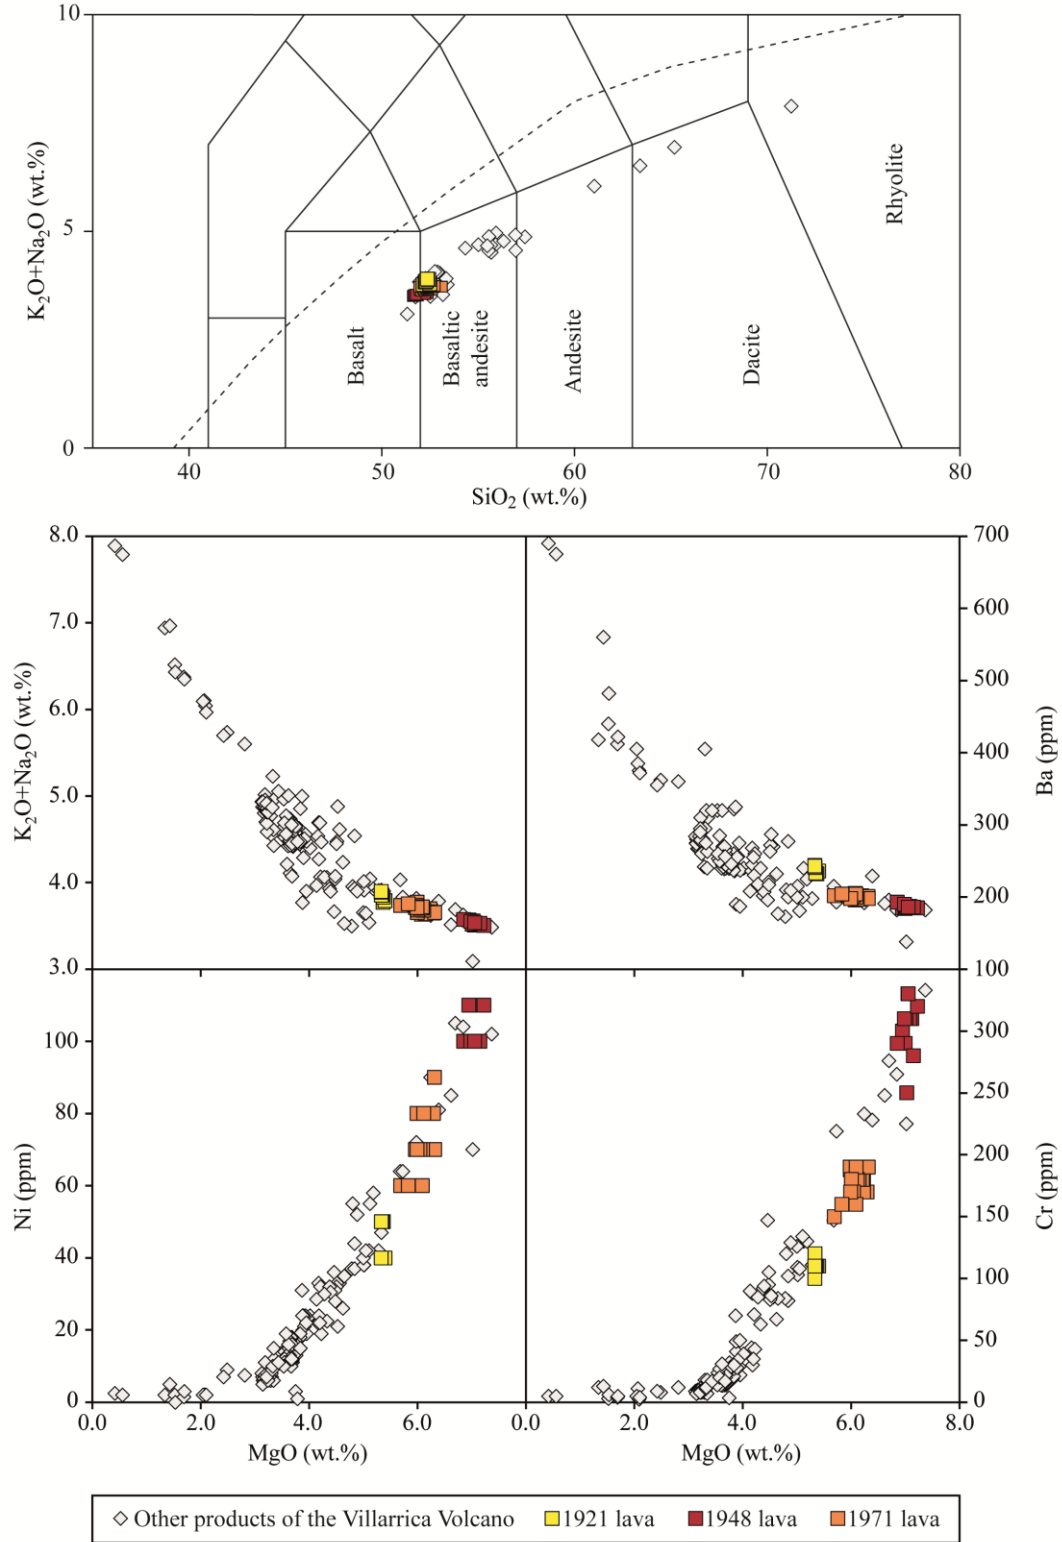 10
5
0
K₂O+Na₂O (wt.%)
Basalt
Basaltic
andesite
Andesite
Dacite
Rhyolite
40
50
60
70
80
SiO₂ (wt.%)
8.0
7.0
6.0
5.0
4.0
3.0
K₂O+Na₂O (wt.%)
700
600
500
400
300
200
100
Ba (ppm)
100
80
60
40
20
0
Ni (ppm)
300
250
200
150
100
50
0
Cr (ppm)
0.0
2.0
4.0
6.0
0.0
2.0
4.0
6.0
8.0
MgO (wt.%)
MgO (wt.%)
Other products of the Villarrica Volcano
1921 lava
1948 lava
1971 lava